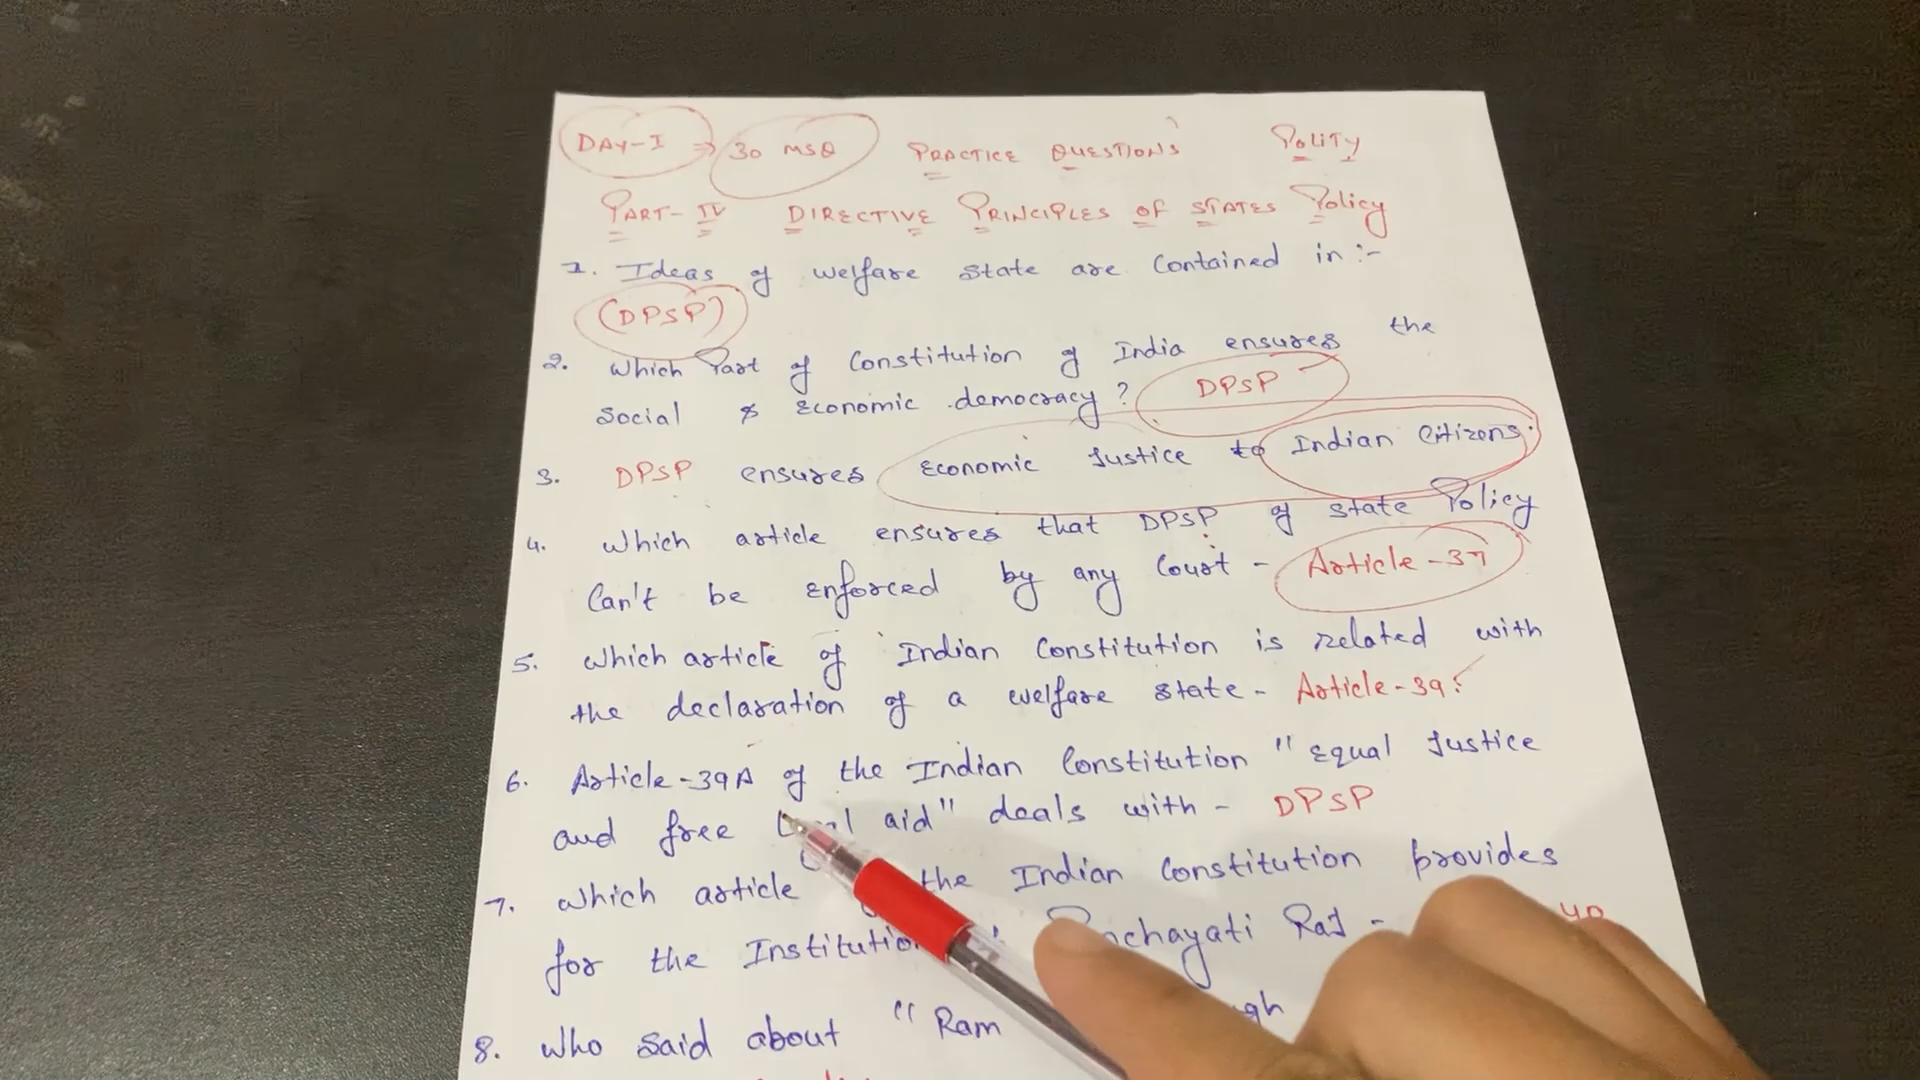 DAY-I ⇒ 30 MSQ PRACTICE QUESTIONS POLITY
PART-IV DIRECTIVE PRINCIPLES OF STATES Policy
1. Ideas of welfare state are contained in :-
(DPSP)
2. Which Part of Constitution of India ensures the
social & Economic democracy? DPSP
3. DPSP ensures Economic Justice to Indian Citizens.
4. Which article ensures that DPSP of state Policy
Can't be enforced by any Court - Article-37
5. Which article of Indian Constitution is related with
the declaration of a welfare state - Article-39
6. Article-39A of the Indian Constitution "Equal Justice
and free aid" deals with - DPSP
7. Which article the Indian Constitution provides
for the Raj - 40
8. Who said about "Ram